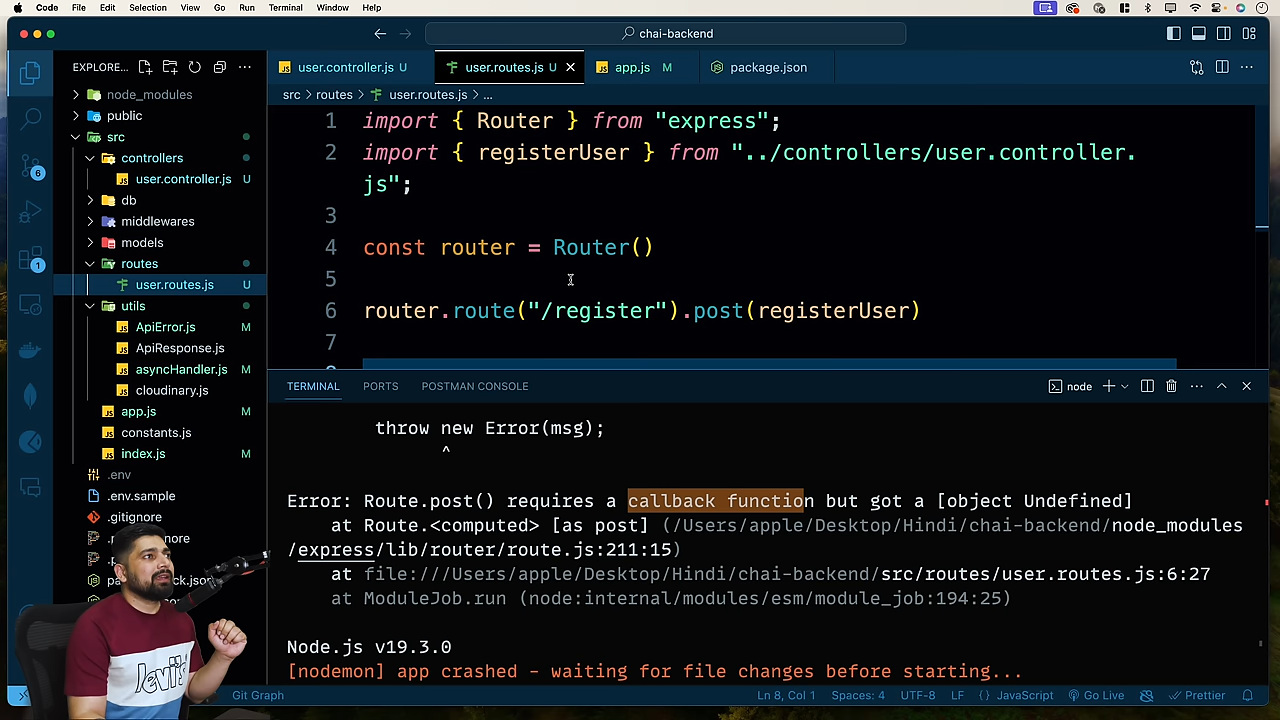 Code File Edit Selection View Go Run Terminal Window Help
chai-backend
EXPLORE...
user.controller.js U
user.routes.js U
app.js M
package.json
src > routes > user.routes.js > ...
node_modules
public
src
controllers
user.controller.js U
db
middlewares
models
routes
user.routes.js U
utils
ApiError.js M
ApiResponse.js
asyncHandler.js M
cloudinary.js
app.js M
constants.js
index.js M
.env
.env.sample
.gitignore
6
1
1 import { Router } from "express";
2 import { registerUser } from "../controllers/user.controller.
js";
3
4 const router = Router()
5
6 router.route("/register").post(registerUser)
7
TERMINAL PORTS POSTMAN CONSOLE
node
throw new Error(msg);
^
Error: Route.post() requires a callback function but got a [object Undefined]
at Route.<computed> [as post] (/Users/apple/Desktop/Hindi/chai-backend/node_modules
/express/lib/router/route.js:211:15)
at file:///Users/apple/Desktop/Hindi/chai-backend/src/routes/user.routes.js:6:27
at ModuleJob.run (node:internal/modules/esm/module_job:194:25)
Node.js v19.3.0
[nodemon] app crashed - waiting for file changes before starting...
Levi's
Git Graph
Ln 8, Col 1 Spaces: 4 UTF-8 LF {} JavaScript Go Live Prettier